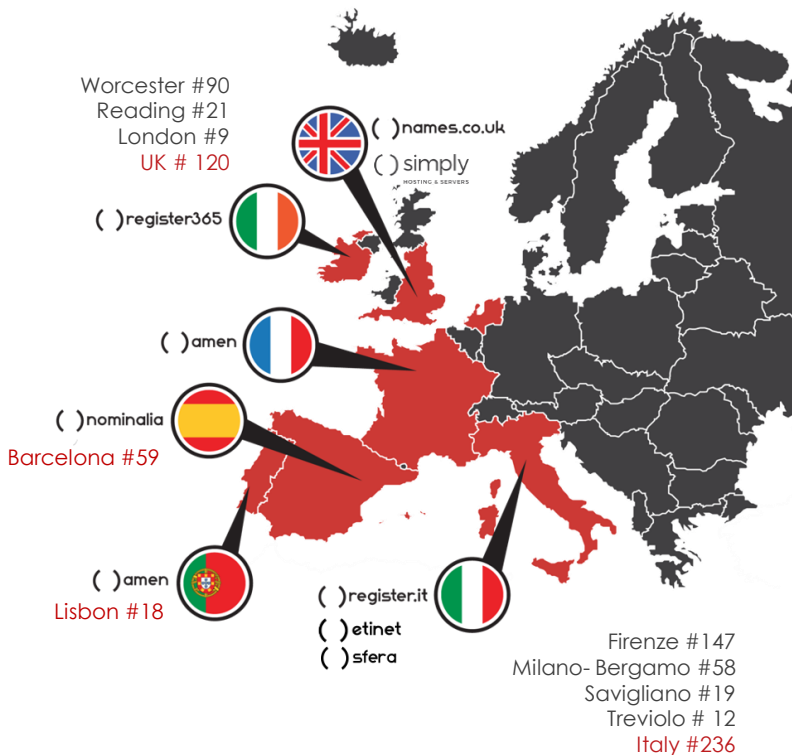 Worcester #90
Reading #21
London #9
UK # 120
( ) names.co.uk
( ) simply
HOSTING & SERVERS
( ) register365
( ) amen
( ) nominalia
Barcelona #59
( ) amen
Lisbon #18
( ) register.it
( ) etinet
( ) sfera
Firenze #147
Milano- Bergamo #58
Savigliano #19
Treviolo # 12
Italy #236